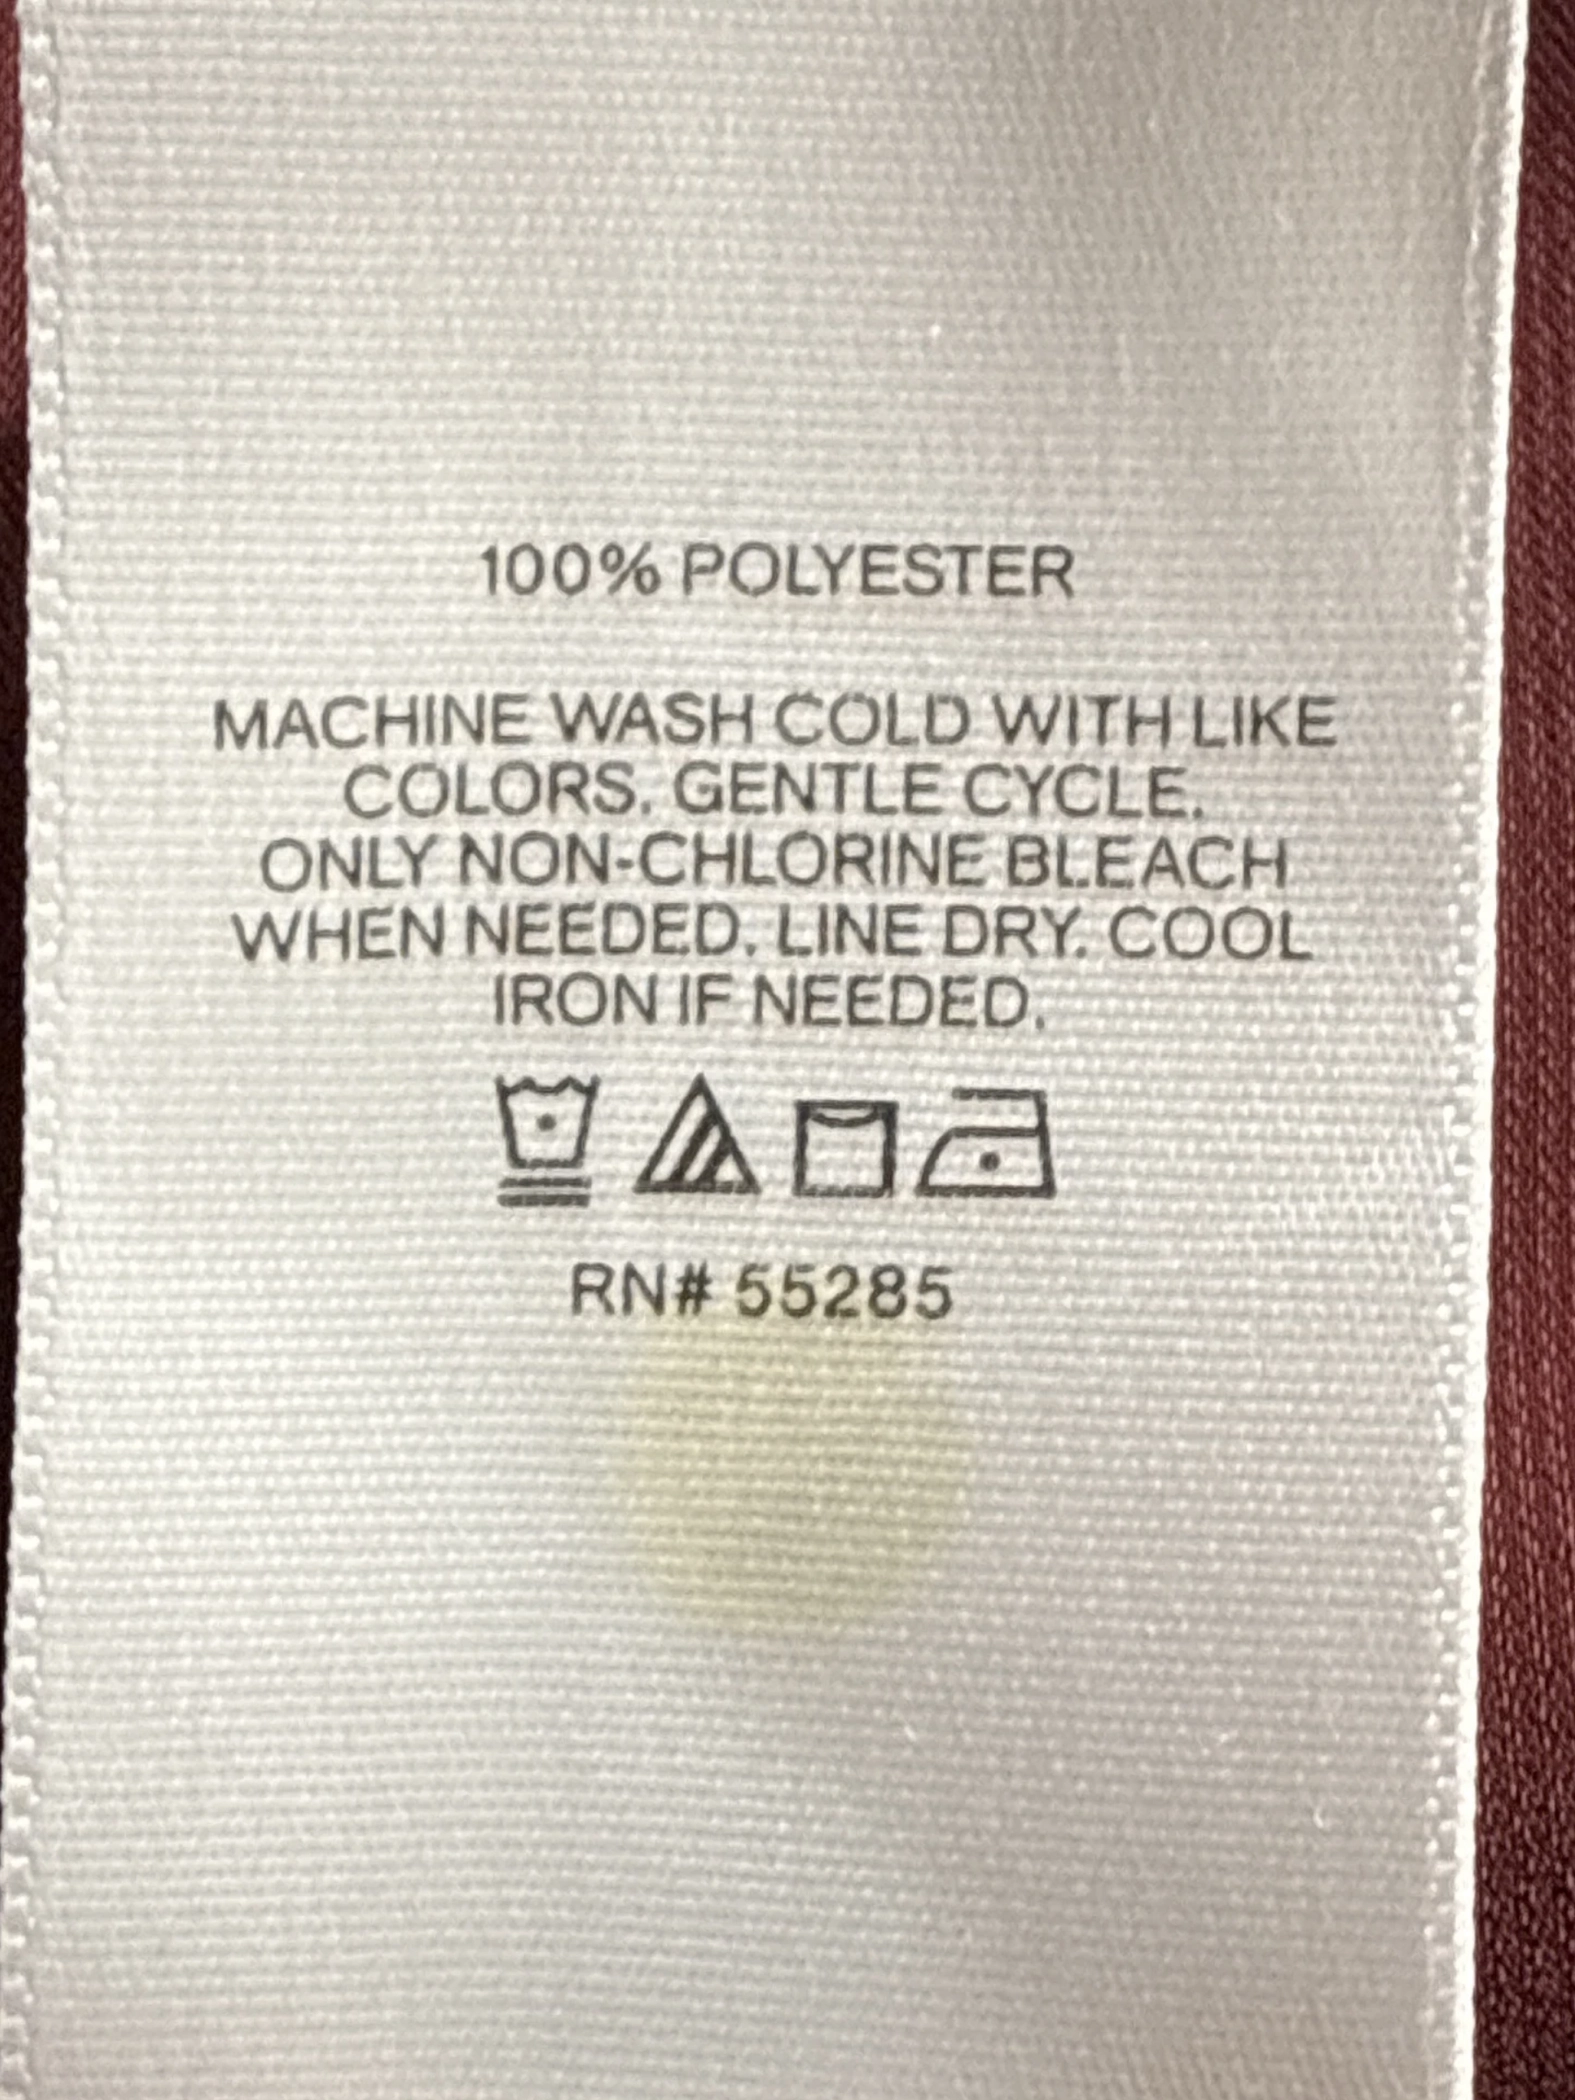 100% POLYESTER
MACHINE WASH COLD WITH LIKE
COLORS. GENTLE CYCLE.
ONLY NON-CHLORINE BLEACH
WHEN NEEDED. LINE DRY. COOL
IRON IF NEEDED.
RN# 55285